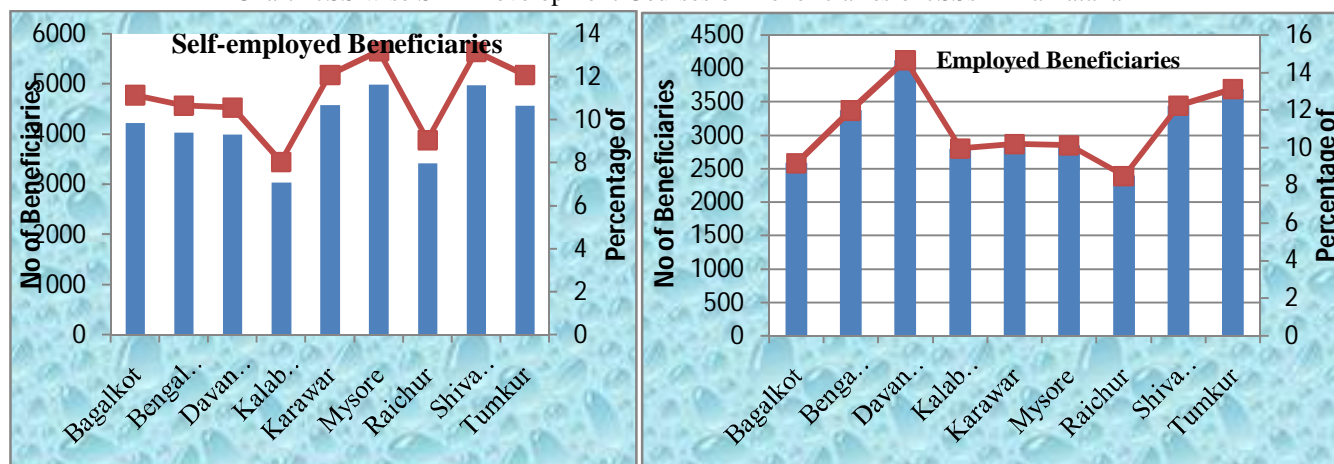 Self-employed Beneficiaries
No of Beneficiaries
6000
5000
4000
3000
2000
1000
0
14
12
10
8
6
4
2
0
Percentage of
Bagalkot
Bengal..
Davan..
Kalab..
Karawar
Mysore
Raichur
Shiva..
Tumkur
Employed Beneficiaries
No of Beneficiaries
4500
4000
3500
3000
2500
2000
1500
1000
500
0
16
14
12
10
8
6
4
2
0
Percentage of
Bagalkot
Benga..
Davan..
Kalab..
Karawar
Mysore
Raichur
Shiva..
Tumkur